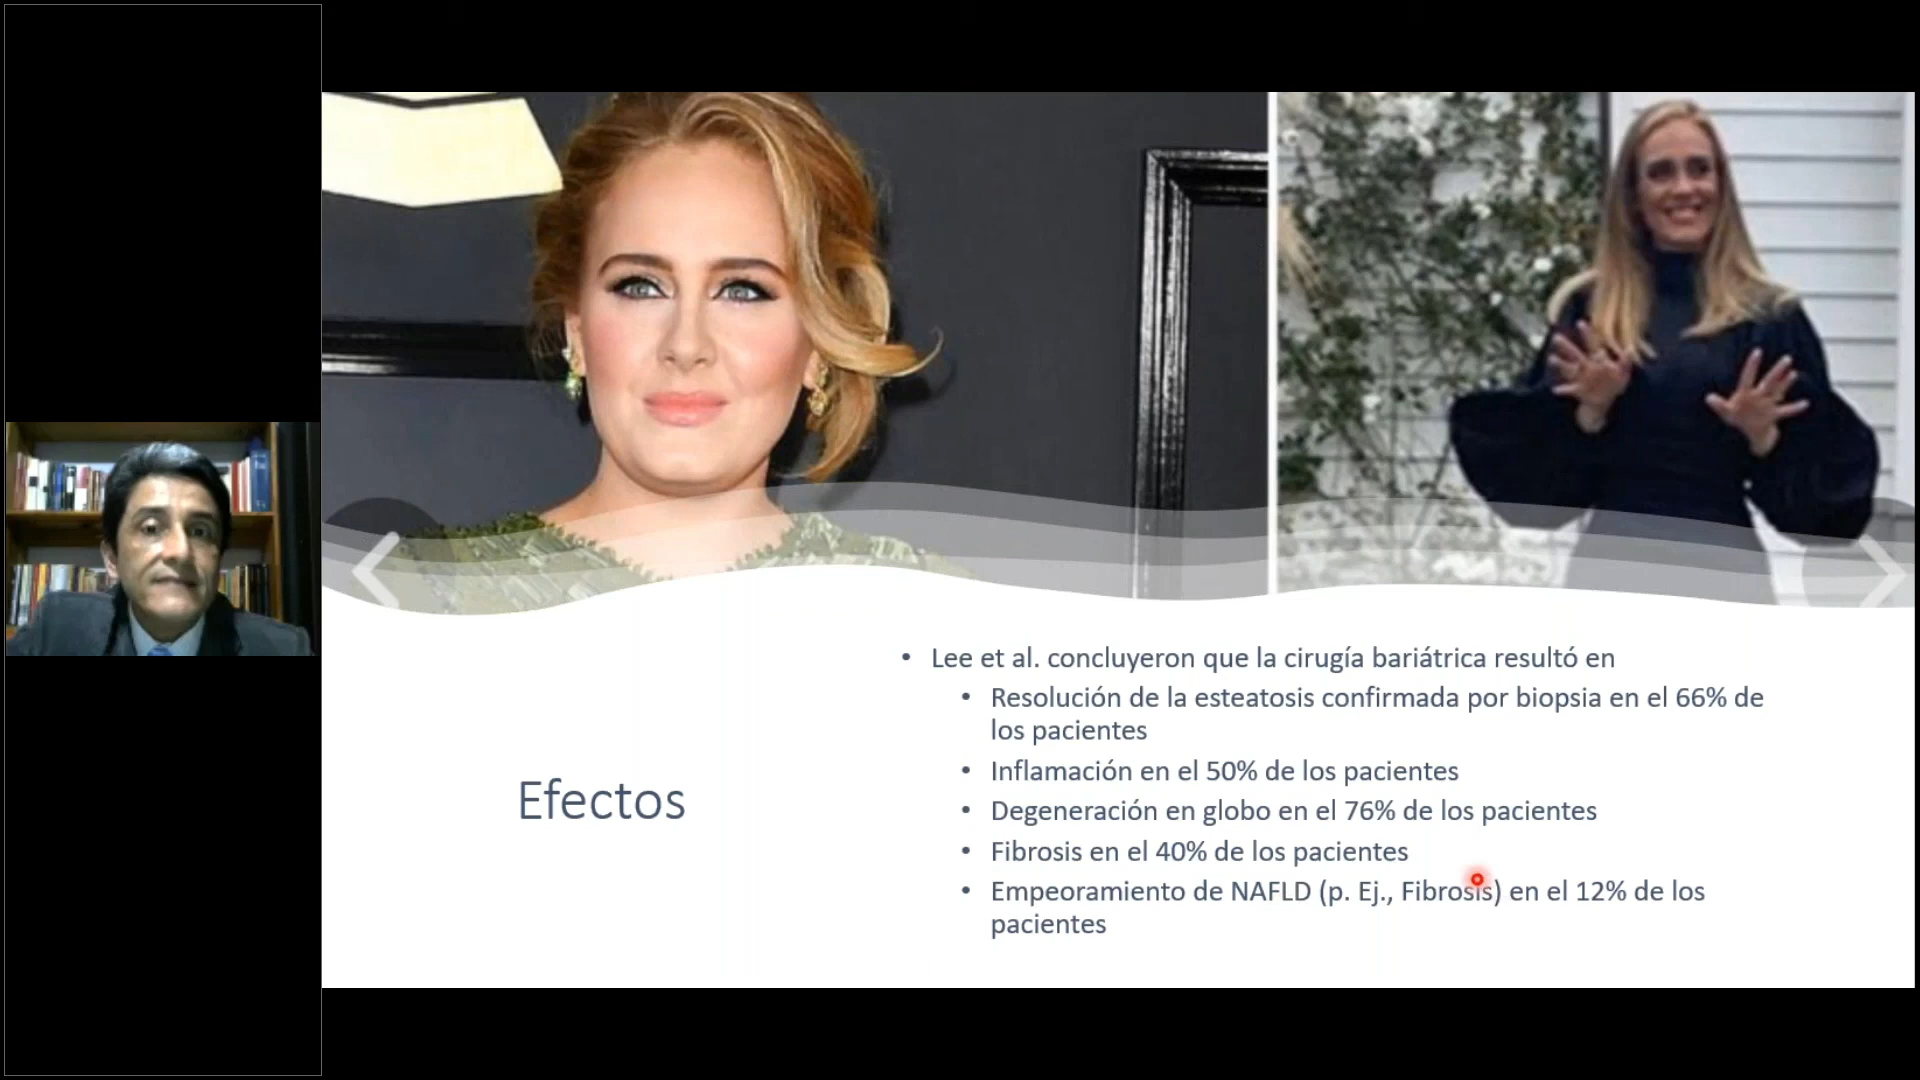 Efectos
• Lee et al. concluyeron que la cirugía bariátrica resultó en
• Resolución de la esteatosis confirmada por biopsia en el 66% de
los pacientes
• Inflamación en el 50% de los pacientes
• Degeneración en globo en el 76% de los pacientes
• Fibrosis en el 40% de los pacientes
• Empeoramiento de NAFLD (p. Ej., Fibrosis) en el 12% de los
pacientes